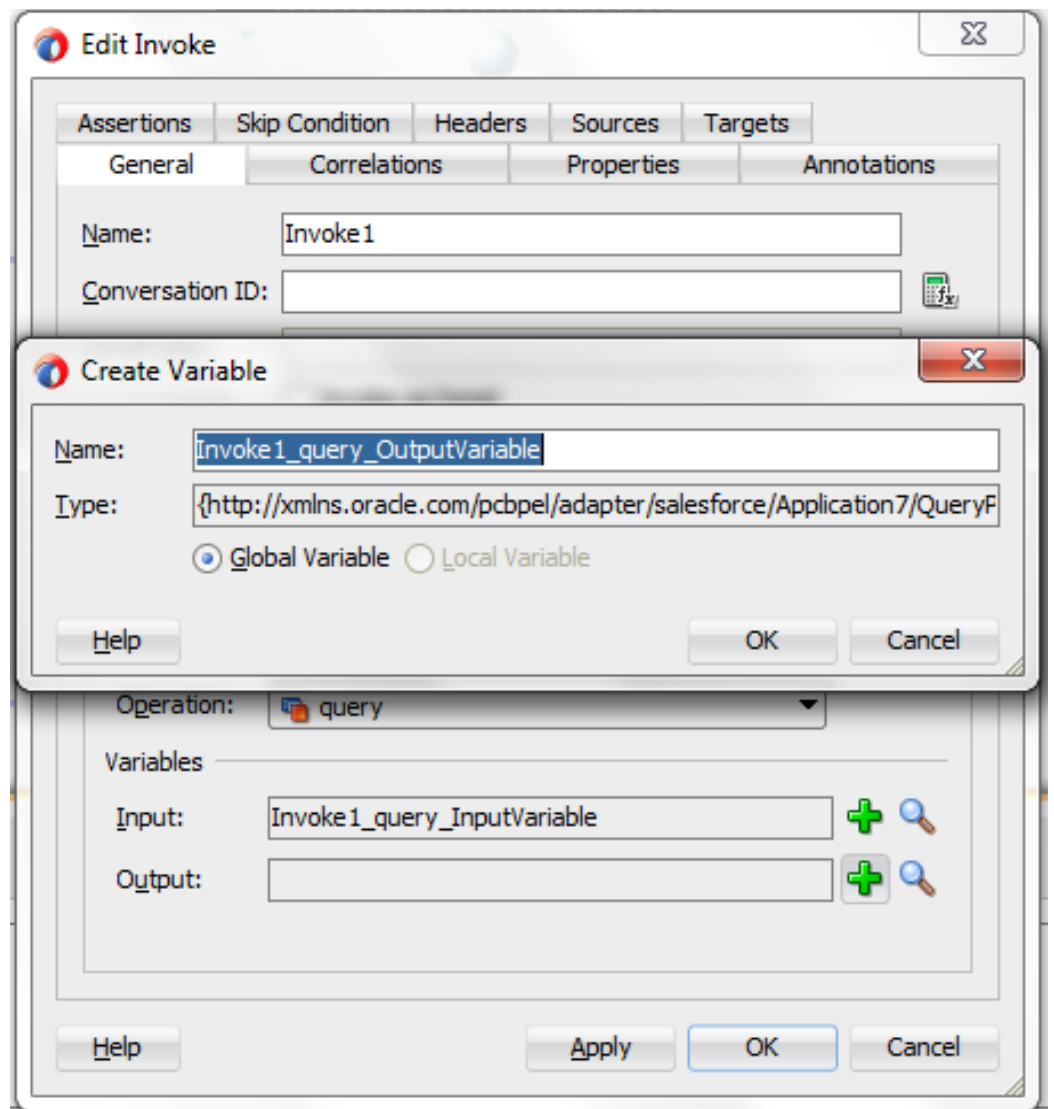 Edit Invoke
Assertions Skip Condition Headers Sources Targets
General Correlations Properties Annotations
Name: Invoke1
Conversation ID:
Create Variable
Name: Invoke1_query_OutputVariable
Type: {http://xmlns.oracle.com/pcbpel/adapter/salesforce/Application7/QueryP
Global Variable Local Variable
Help OK Cancel
Operation: query
Variables
Input: Invoke1_query_InputVariable
Output:
Help Apply OK Cancel